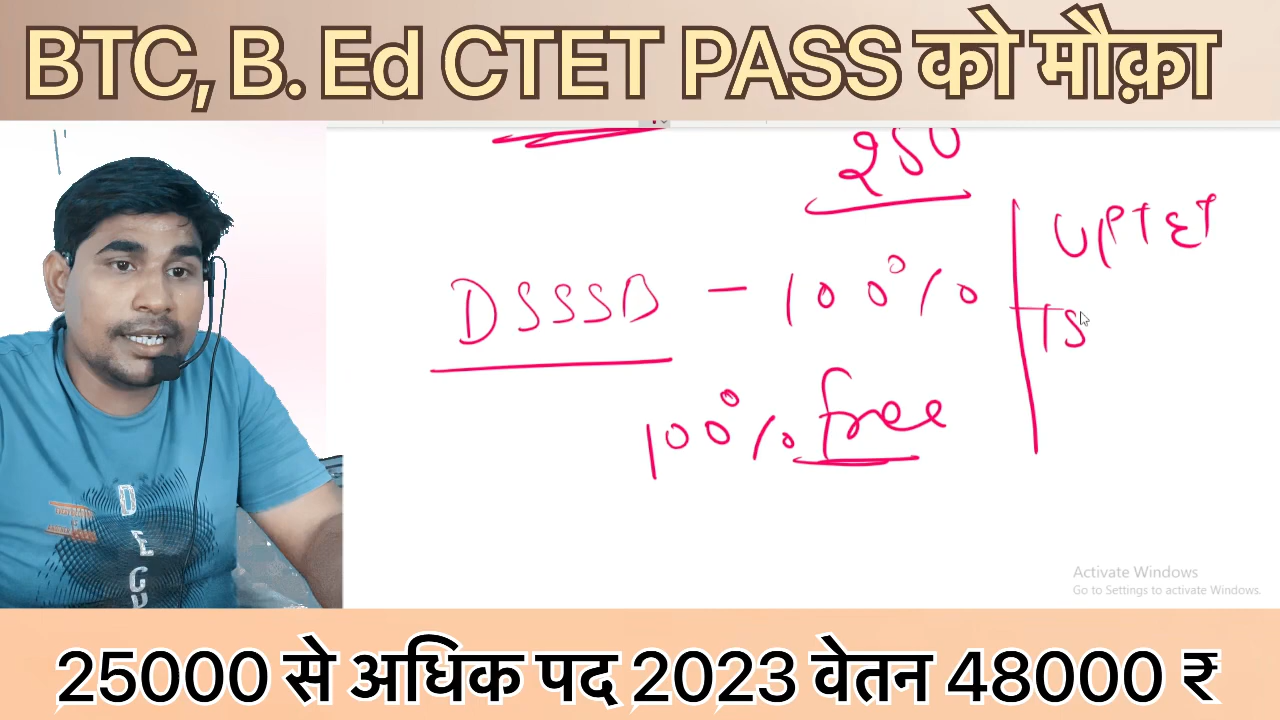 BTC, B. Ed CTET PASS को मौक़ा
250
UPTET
DSSSB - 100%
TS
100% free
D
E
C
Activate Windows
Go to Settings to activate Windows.
25000 से अधिक पद 2023 वेतन 48000 ₹